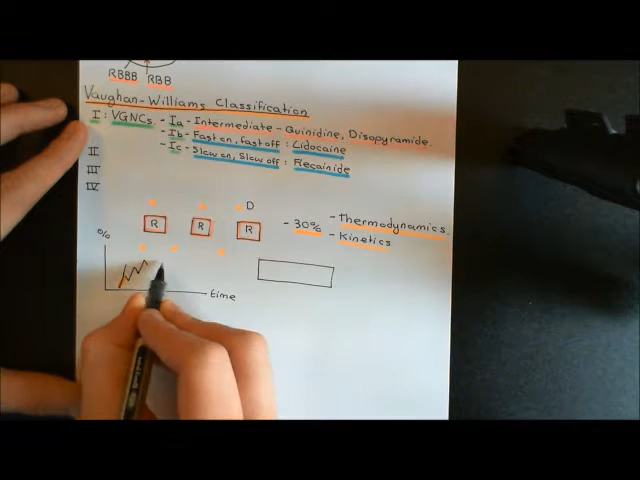 RBBB RBB
Vaughan-Williams Classification
I: VGNCs - Ia - Intermediate - Quinidine, Disopyramide.
- Ib - Fast on, fast off : Lidocaine
- Ic - Slow on, Slow off : Flecainide
II
III
IV
D
R R R
- 30% - Thermodynamics
- Kinetics
%
time